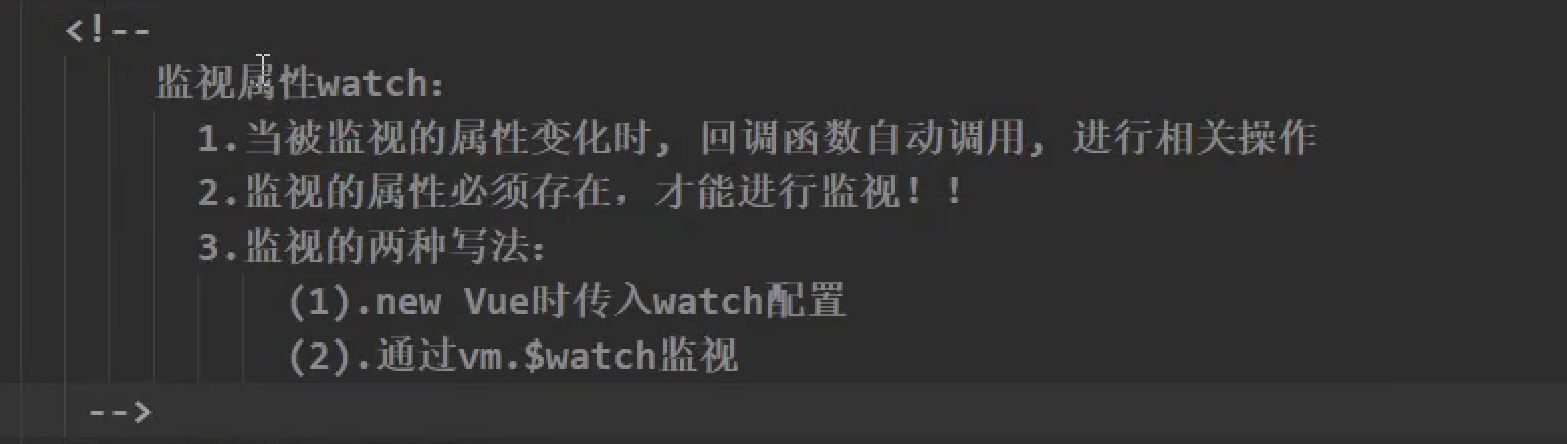 <!--
监视属性watch：
1.当被监视的属性变化时, 回调函数自动调用, 进行相关操作
2.监视的属性必须存在，才能进行监视！！
3.监视的两种写法：
(1).new Vue时传入watch配置
(2).通过vm.$watch监视
-->